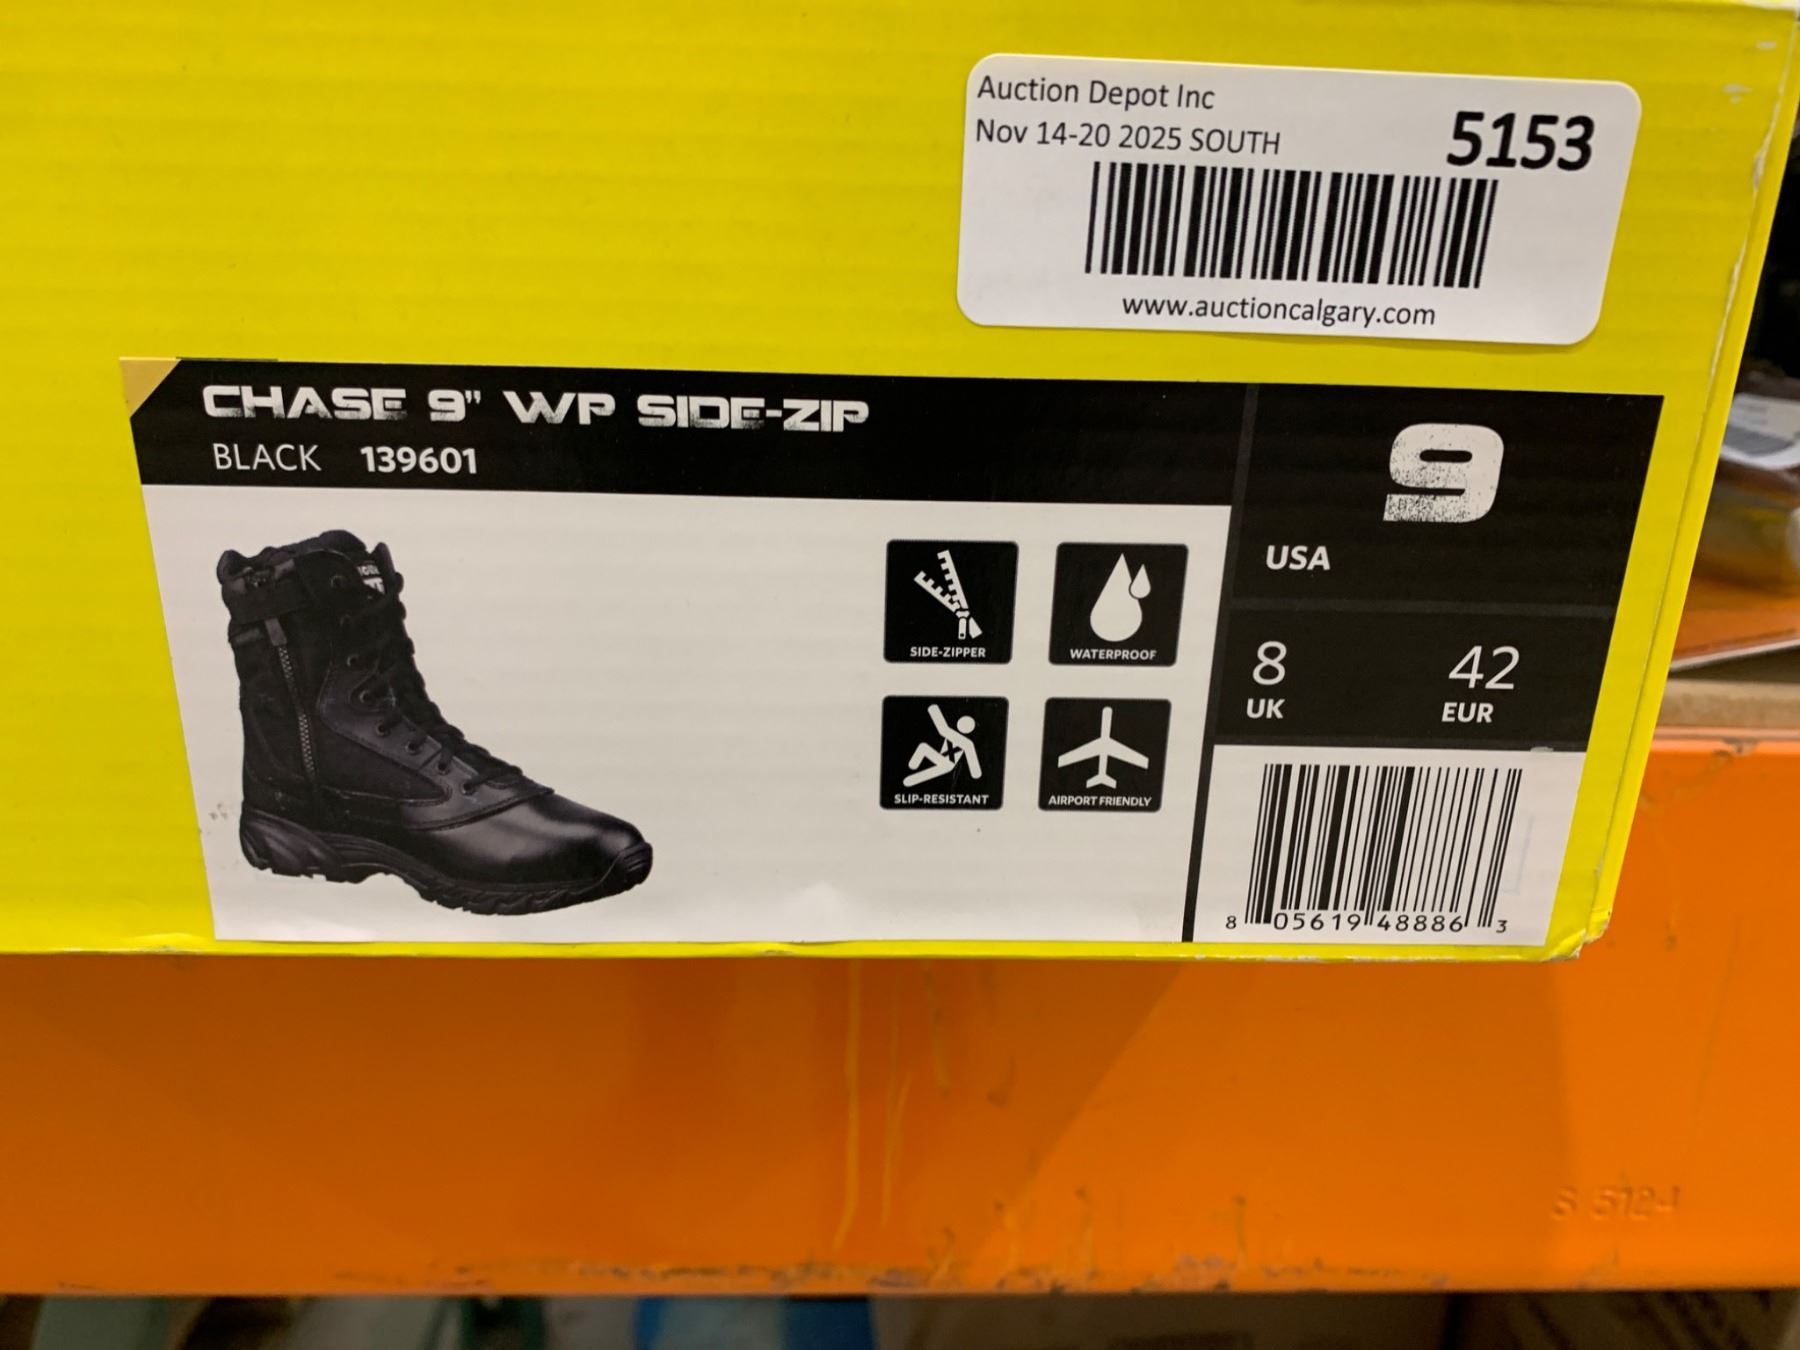 Auction Depot Inc
Nov 14-20 2025 SOUTH
5153
www.auctioncalgary.com
CHASE 9" WP SIDE-ZIP
BLACK 139601
9
USA
8
UK
42
EUR
SIDE-ZIPPER
WATERPROOF
SLIP-RESISTANT
AIRPORT FRIENDLY
8 05619 48886 3